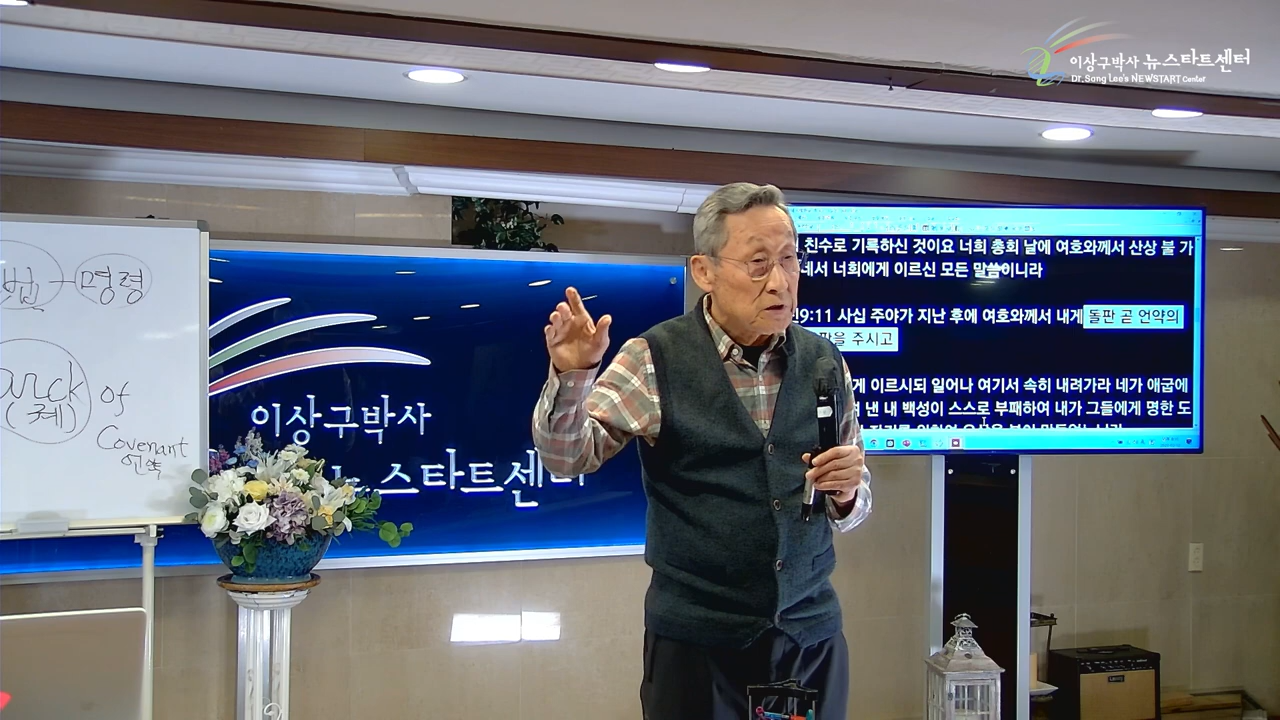 이상구박사 뉴스타트센터
Dr. Sang Lee's NEWSTART Center
법 - 명령
Ark
(궤)
of
Covenant
언약
이상구박사
뉴스타트센터
친수로 기록하신 것이요 너희 총회 날에 여호와께서 산상 불 가
너희에게 이르신 모든 말씀이니라
9:11 사십 주야가 지난 후에 여호와께서 내게 돌판 곧 언약의
주시고
이르시되 일어나 여기서 속히 내려가라 네가 애굽에
낸 내 백성이 스스로 부패하여 내가 그들에게 명한 도